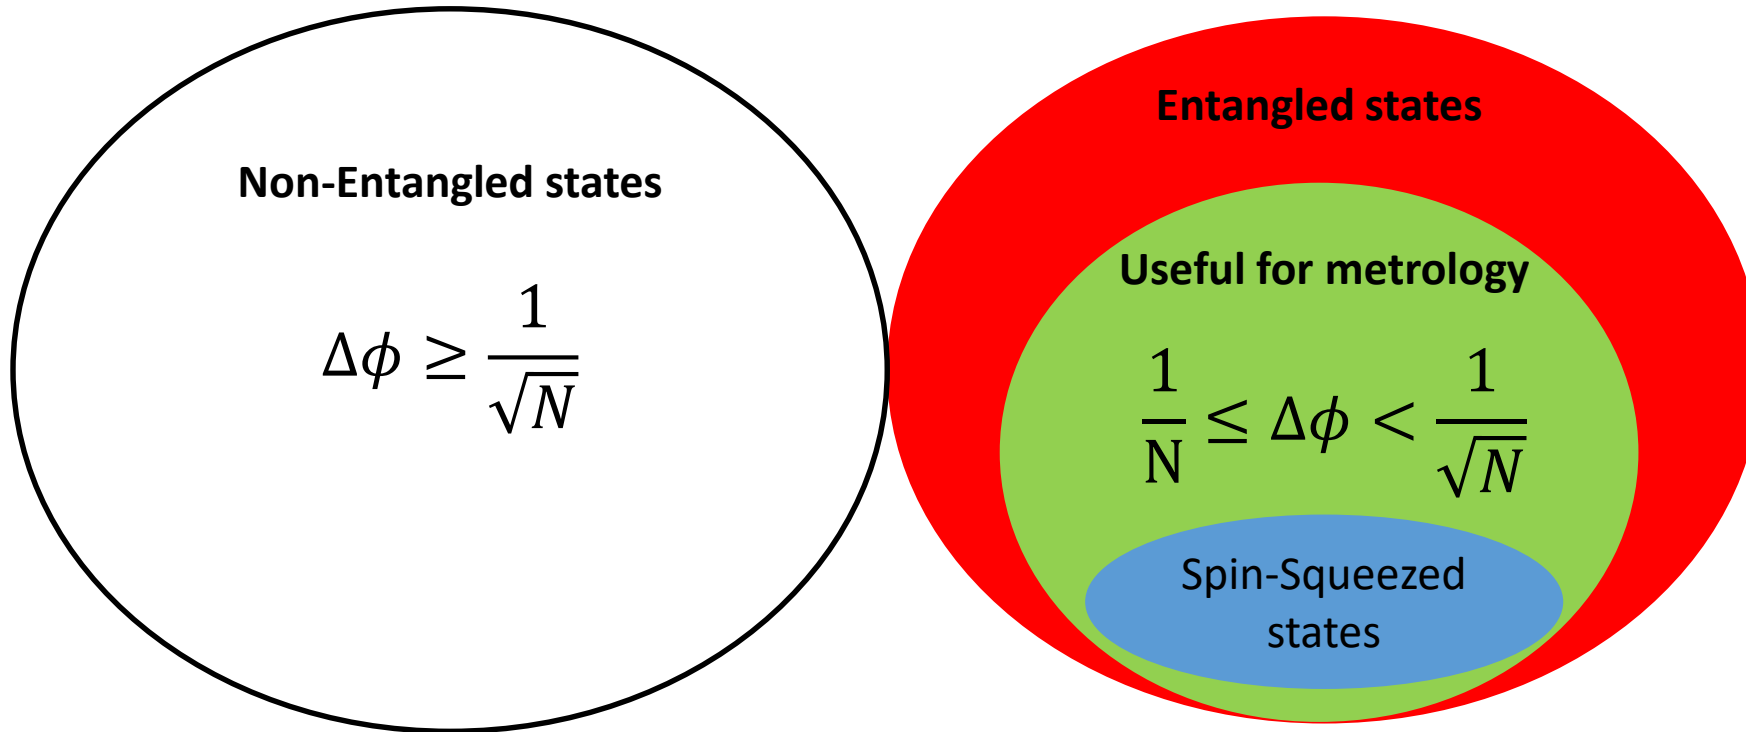 Non-Entangled states
Δϕ ≥ 1/√N
Entangled states
Useful for metrology
1/N ≤ Δϕ < 1/√N
Spin-Squeezed
states